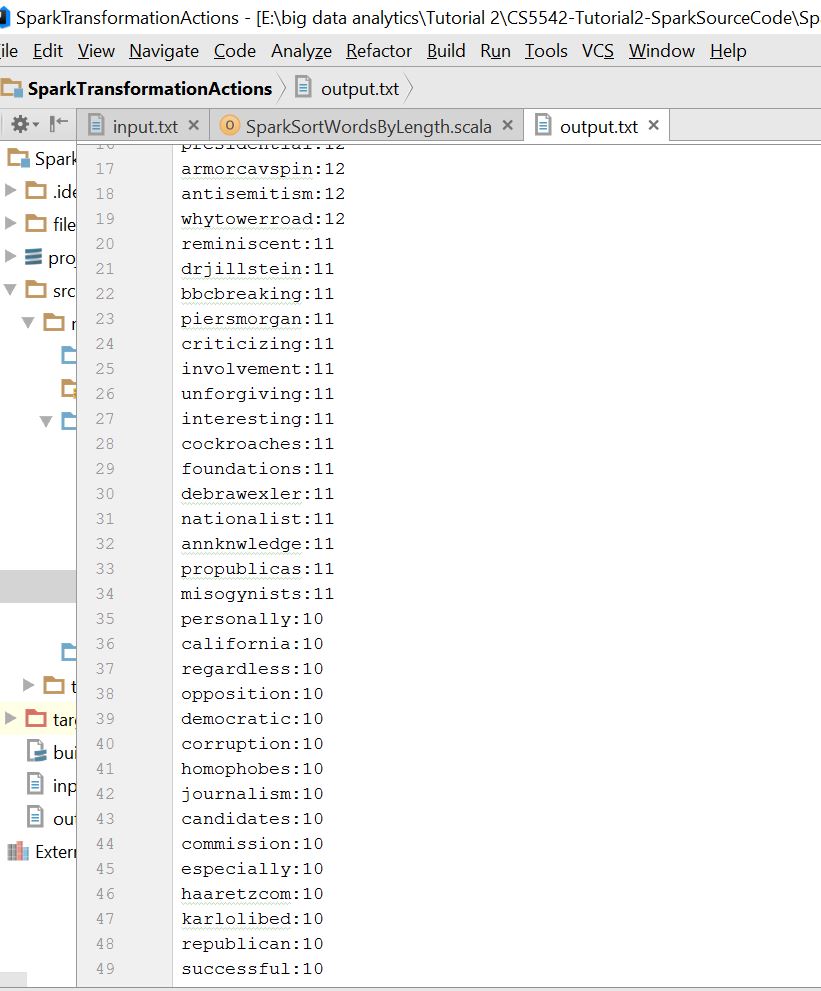 SparkTransformationActions - [E:\big data analytics\Tutorial 2\CS5542-Tutorial2-SparkSourceCode\Spa
ile Edit View Navigate Code Analyze Refactor Build Run Tools VCS Window Help
SparkTransformationActions output.txt
input.txt SparkSortWordsByLength.scala output.txt
16 presidential:12
Spark 17 armorcavspin:12
.ide 18 antisemitism:12
file 19 whytowerroad:12
20 reminiscent:11
proj 21 drjillstein:11
src 22 bbcbreaking:11
23 piersmorgan:11
24 criticizing:11
25 involvement:11
26 unforgiving:11
27 interesting:11
28 cockroaches:11
29 foundations:11
30 debrawexler:11
31 nationalist:11
32 annknwledge:11
33 propublicas:11
34 misogynists:11
35 personally:10
36 california:10
37 regardless:10
t 38 opposition:10
targ 39 democratic:10
bui 40 corruption:10
41 homophobes:10
inp 42 journalism:10
out 43 candidates:10
Extern 44 commission:10
45 especially:10
46 haaretzcom:10
47 karlolibed:10
48 republican:10
49 successful:10